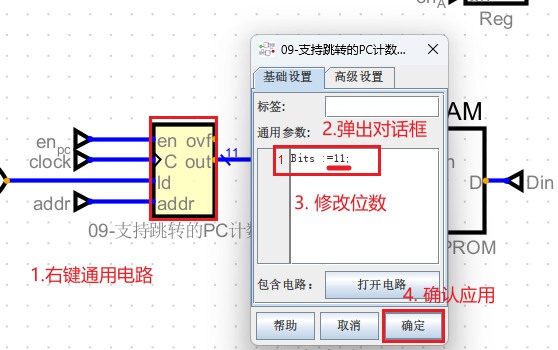 en_A
Reg
09-支持跳转的PC计数...
基础设置
高级设置
标签:
通用参数:
2.弹出对话框
1
Bits :=11;
3. 修改位数
包含电路：
打开电路
4. 确认应用
帮助
取消
确定
en_pc
clock
addr
en ovf
C out
ld
addr
11
09-支持跳转的PC计数
1.右键通用电路
AM
D
Din
PROM